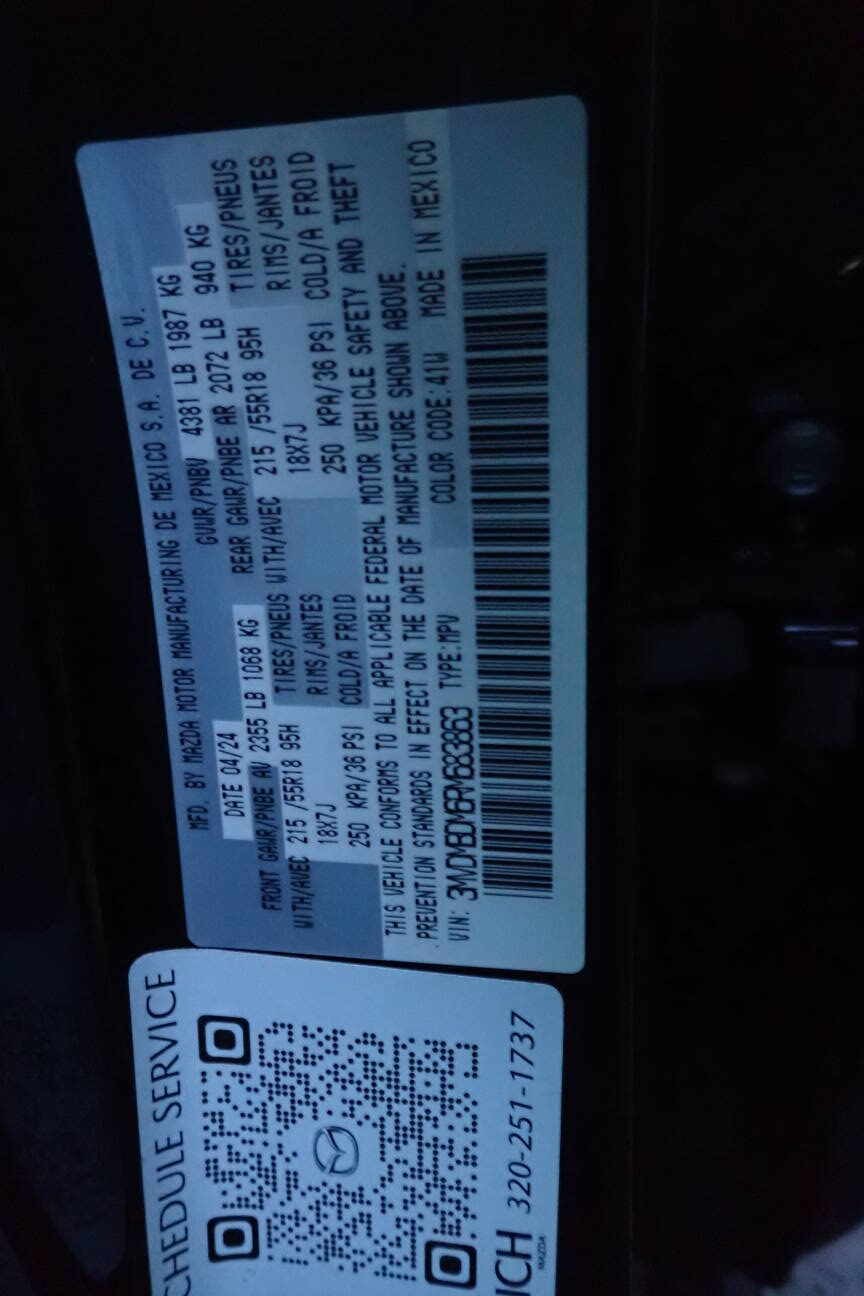 MFD. BY MAZDA MOTOR MANUFACTURING DE MEXICO S.A. DE C.V.
DATE 04/24 GVWR/PNBV 4381 LB 1987 KG
FRONT GAWR/PNBE AV 2355 LB 1068 KG REAR GAWR/PNBE AR 2072 LB 940 KG
WITH/AVEC 215 /55R18 95H TIRES/PNEUS WITH/AVEC 215 /55R18 95H TIRES/PNEUS
18X7J RIMS/JANTES 18X7J RIMS/JANTES
250 KPA/36 PSI COLD/A FROID 250 KPA/36 PSI COLD/A FROID
THIS VEHICLE CONFORMS TO ALL APPLICABLE FEDERAL MOTOR VEHICLE SAFETY AND THEFT
PREVENTION STANDARDS IN EFFECT ON THE DATE OF MANUFACTURE SHOWN ABOVE.
VIN: TYPE:MPV COLOR CODE:41W MADE IN MEXICO
CHEDULE SERVICE
ICH 320-251-1737
MAZDA